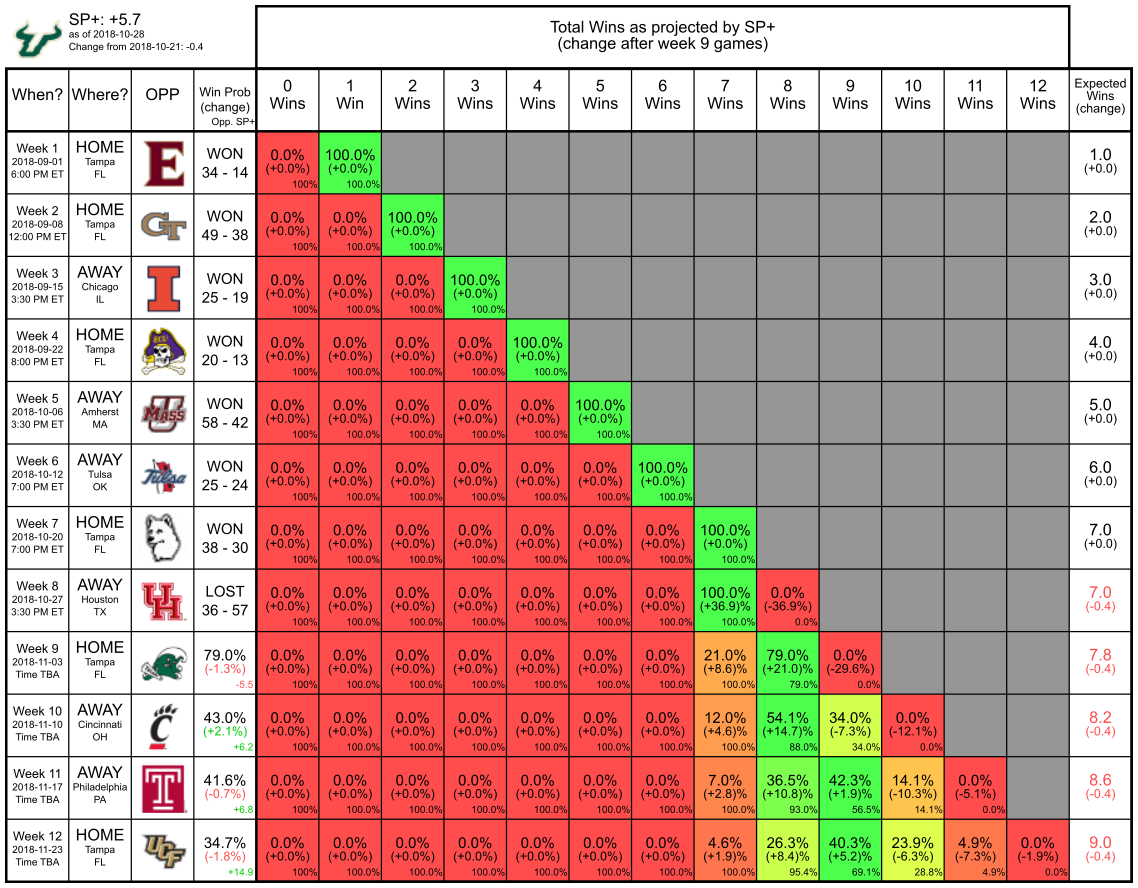 SP+: +5.7
as of 2018-10-28
Change from 2018-10-21: -0.4
Total Wins as projected by SP+
(change after week 9 games)
When? Where? OPP Win Prob (change) Opp. SP+ 0 Wins 1 Win 2 Wins 3 Wins 4 Wins 5 Wins 6 Wins 7 Wins 8 Wins 9 Wins 10 Wins 11 Wins 12 Wins Expected Wins (change)
Week 1 HOME E WON 0.0% 100.0% 1.0
2018-09-01 Tampa 34 - 14 (+0.0%) (+0.0%) (+0.0)
6:00 PM ET FL 100% 100.0%
Week 2 HOME GT WON 0.0% 0.0% 100.0% 2.0
2018-09-08 Tampa 49 - 38 (+0.0%) (+0.0%) (+0.0%) (+0.0)
12:00 PM ET FL 100% 100.0% 100.0%
Week 3 AWAY I WON 0.0% 0.0% 0.0% 100.0% 3.0
2018-09-15 Chicago 25 - 19 (+0.0%) (+0.0%) (+0.0%) (+0.0%) (+0.0)
3:30 PM ET IL 100% 100.0% 100.0% 100.0%
Week 4 HOME ECU WON 0.0% 0.0% 0.0% 0.0% 100.0% 4.0
2018-09-22 Tampa 20 - 13 (+0.0%) (+0.0%) (+0.0%) (+0.0%) (+0.0%) (+0.0)
8:00 PM ET FL 100% 100.0% 100.0% 100.0% 100.0%
Week 5 AWAY UMASS WON 0.0% 0.0% 0.0% 0.0% 0.0% 100.0% 5.0
2018-10-06 Amherst 58 - 42 (+0.0%) (+0.0%) (+0.0%) (+0.0%) (+0.0%) (+0.0%) (+0.0)
3:30 PM ET MA 100% 100.0% 100.0% 100.0% 100.0% 100.0%
Week 6 AWAY Tulsa WON 0.0% 0.0% 0.0% 0.0% 0.0% 0.0% 100.0% 6.0
2018-10-12 Tulsa 25 - 24 (+0.0%) (+0.0%) (+0.0%) (+0.0%) (+0.0%) (+0.0%) (+0.0%) (+0.0)
7:00 PM ET OK 100% 100.0% 100.0% 100.0% 100.0% 100.0% 100.0%
Week 7 HOME WON 0.0% 0.0% 0.0% 0.0% 0.0% 0.0% 0.0% 100.0% 7.0
2018-10-20 Tampa 38 - 30 (+0.0%) (+0.0%) (+0.0%) (+0.0%) (+0.0%) (+0.0%) (+0.0%) (+0.0%) (+0.0)
7:00 PM ET FL 100% 100.0% 100.0% 100.0% 100.0% 100.0% 100.0% 100.0%
Week 8 AWAY UH LOST 0.0% 0.0% 0.0% 0.0% 0.0% 0.0% 0.0% 100.0% 0.0% 7.0
2018-10-27 Houston 36 - 57 (+0.0%) (+0.0%) (+0.0%) (+0.0%) (+0.0%) (+0.0%) (+0.0%) (+36.9)% (-36.9%) (-0.4)
3:30 PM ET TX 100% 100.0% 100.0% 100.0% 100.0% 100.0% 100.0% 100.0% 0.0%
Week 9 HOME 79.0% 0.0% 0.0% 0.0% 0.0% 0.0% 0.0% 0.0% 21.0% 79.0% 0.0% 7.8
2018-11-03 Tampa (-1.3%) (+0.0%) (+0.0%) (+0.0%) (+0.0%) (+0.0%) (+0.0%) (+0.0%) (+8.6%) (+21.0)% (-29.6%) (-0.4)
Time TBA FL -5.5 100% 100.0% 100.0% 100.0% 100.0% 100.0% 100.0% 100.0% 79.0% 0.0%
Week 10 AWAY C 43.0% 0.0% 0.0% 0.0% 0.0% 0.0% 0.0% 0.0% 12.0% 54.1% 34.0% 0.0% 8.2
2018-11-10 Cincinnati (+2.1%) (+0.0%) (+0.0%) (+0.0%) (+0.0%) (+0.0%) (+0.0%) (+0.0%) (+4.6%) (+14.7)% (-7.3%) (-12.1%) (-0.4)
Time TBA OH +6.2 100% 100.0% 100.0% 100.0% 100.0% 100.0% 100.0% 100.0% 88.0% 34.0% 0.0%
Week 11 AWAY T 41.6% 0.0% 0.0% 0.0% 0.0% 0.0% 0.0% 0.0% 7.0% 36.5% 42.3% 14.1% 0.0% 8.6
2018-11-17 Philadelphia (-0.7%) (+0.0%) (+0.0%) (+0.0%) (+0.0%) (+0.0%) (+0.0%) (+0.0%) (+2.8%) (+10.8%) (+1.9%) (-10.3%) (-5.1%) (-0.4)
Time TBA PA +6.8 100% 100.0% 100.0% 100.0% 100.0% 100.0% 100.0% 100.0% 93.0% 56.5% 14.1% 0.0%
Week 12 HOME UCF 34.7% 0.0% 0.0% 0.0% 0.0% 0.0% 0.0% 0.0% 4.6% 26.3% 40.3% 23.9% 4.9% 0.0% 9.0
2018-11-23 Tampa (-1.8%) (+0.0%) (+0.0%) (+0.0%) (+0.0%) (+0.0%) (+0.0%) (+0.0%) (+1.9%) (+8.4%) (+5.2%) (-6.3%) (-7.3%) (-1.9%) (-0.4)
Time TBA FL +14.9 100% 100.0% 100.0% 100.0% 100.0% 100.0% 100.0% 100.0% 95.4% 69.1% 28.8% 4.9% 0.0%